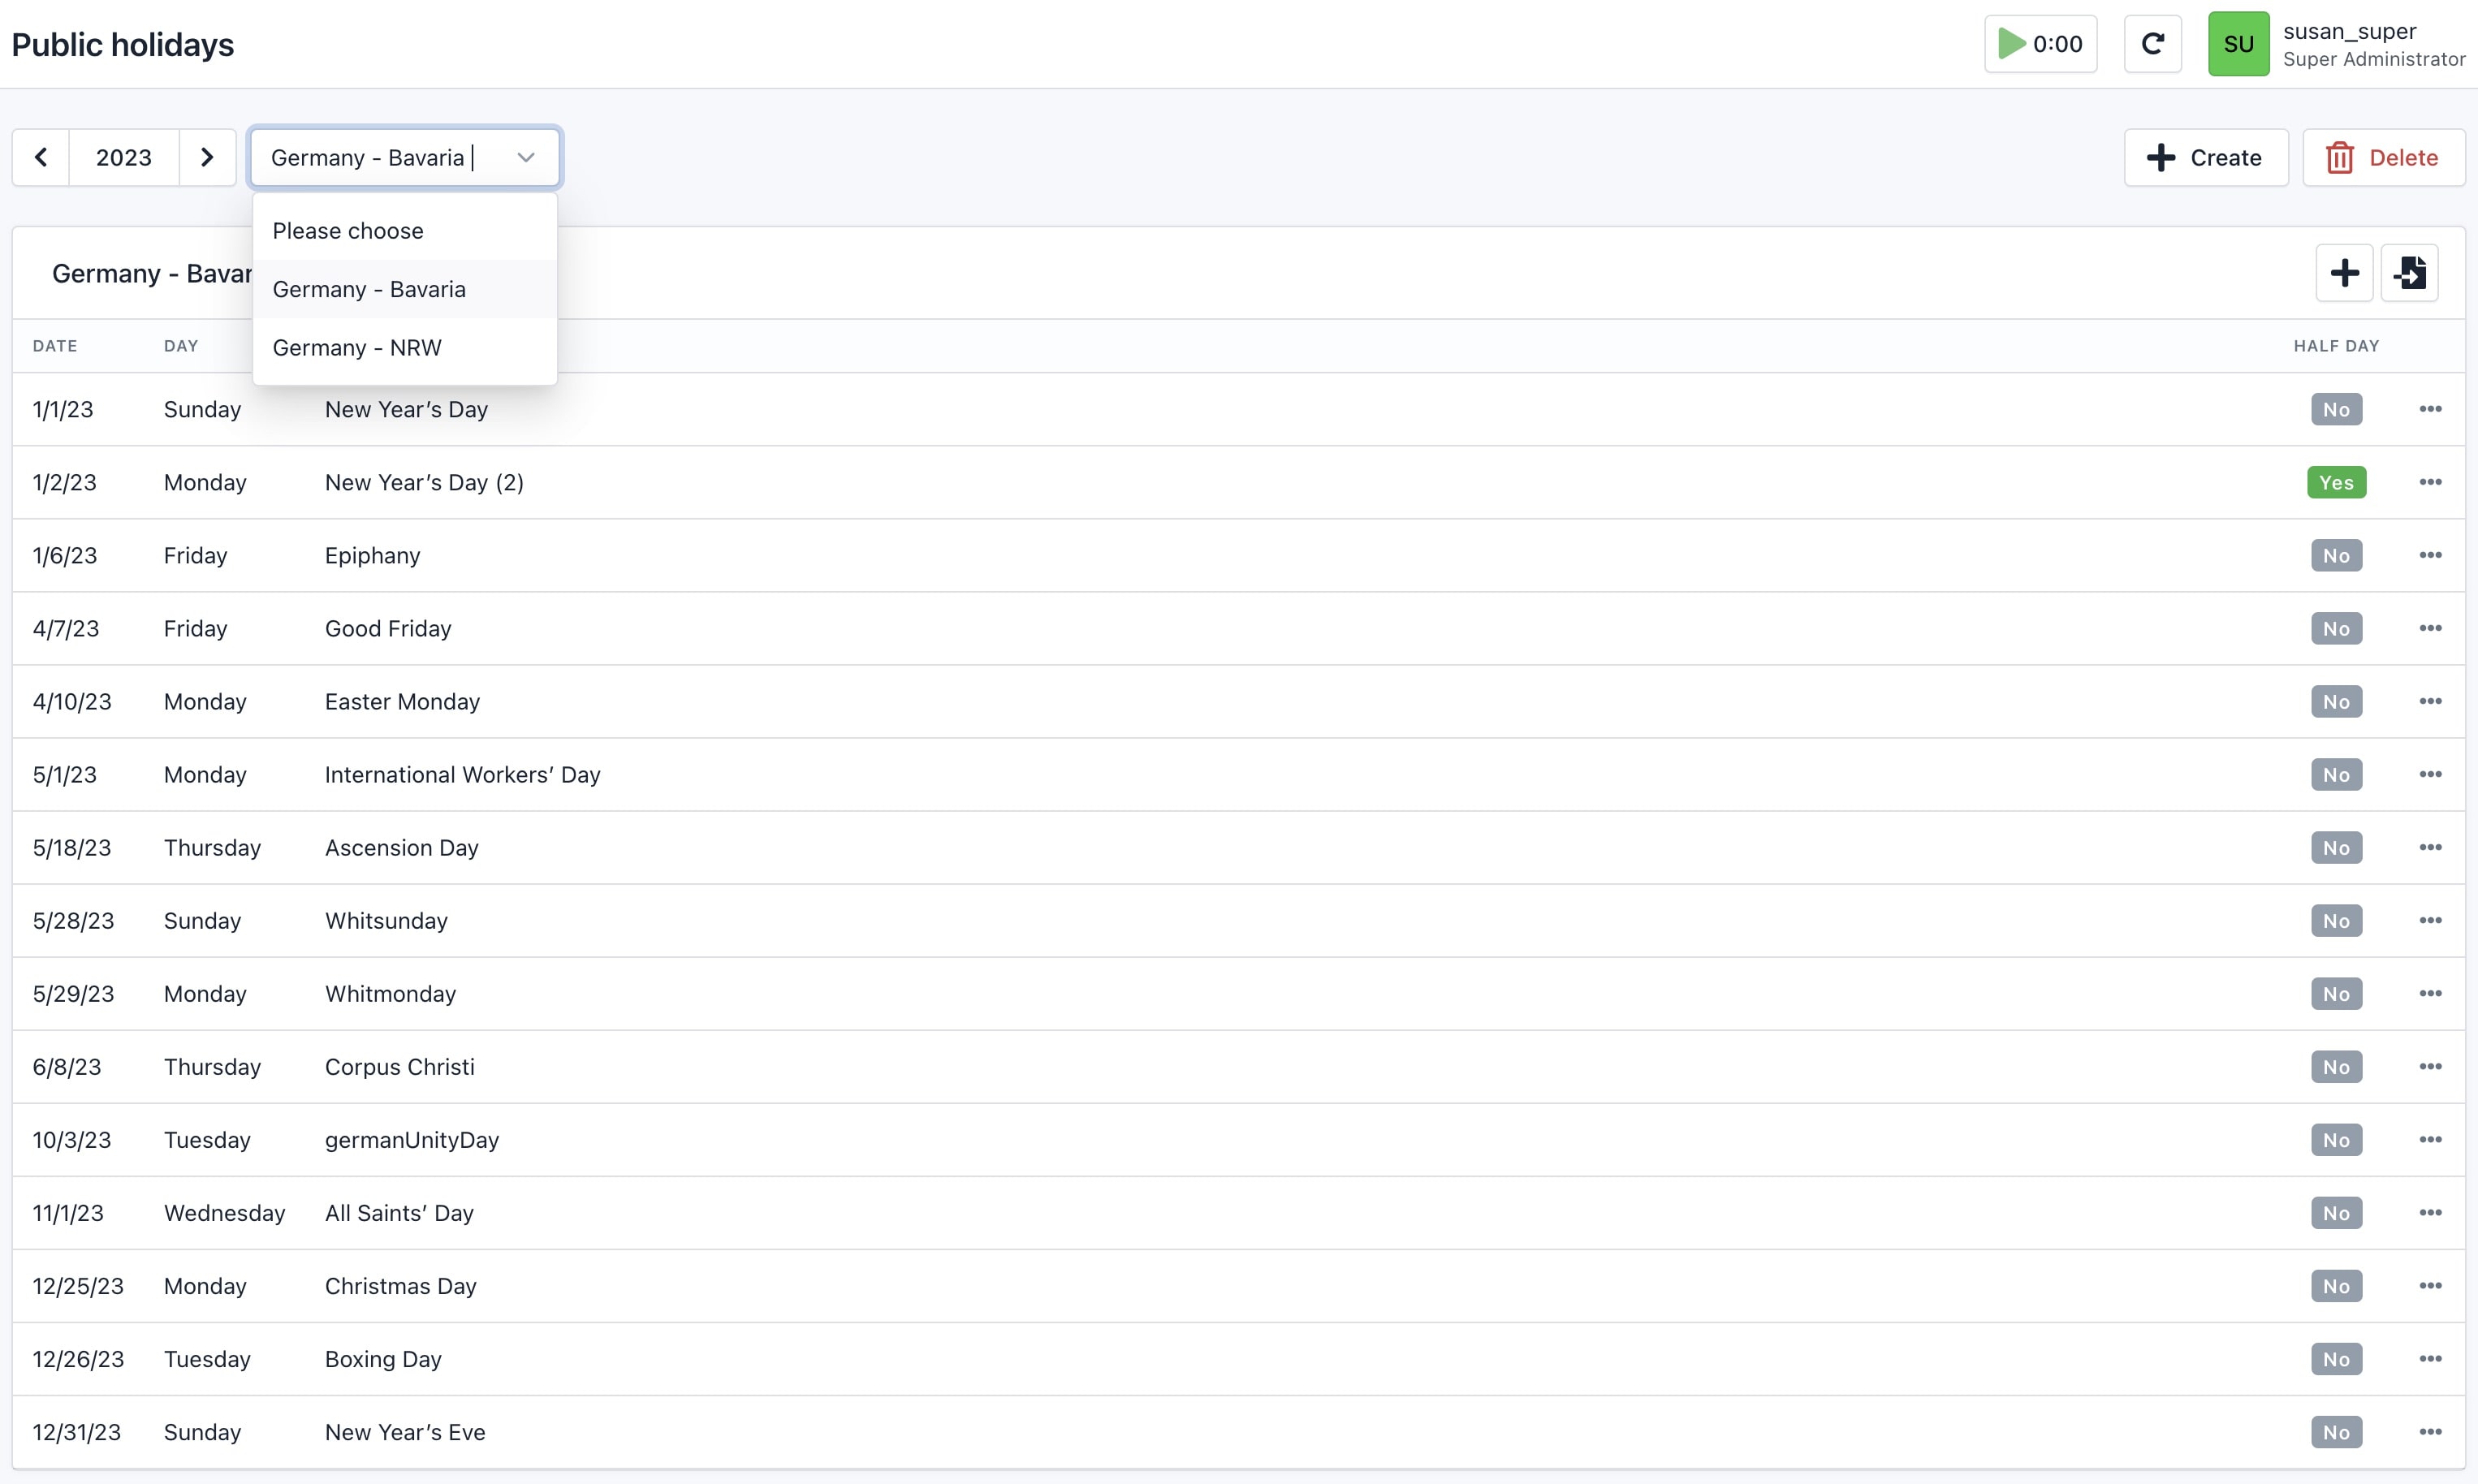 Public holidays
0:00
SU
susan_super
Super Administrator
2023
Germany - Bavaria
Create
Delete
Please choose
Germany - Bavaria
Germany - NRW
Germany - Bavar
DATE DAY HALF DAY
1/1/23 Sunday New Year’s Day No
1/2/23 Monday New Year’s Day (2) Yes
1/6/23 Friday Epiphany No
4/7/23 Friday Good Friday No
4/10/23 Monday Easter Monday No
5/1/23 Monday International Workers’ Day No
5/18/23 Thursday Ascension Day No
5/28/23 Sunday Whitsunday No
5/29/23 Monday Whitmonday No
6/8/23 Thursday Corpus Christi No
10/3/23 Tuesday germanUnityDay No
11/1/23 Wednesday All Saints’ Day No
12/25/23 Monday Christmas Day No
12/26/23 Tuesday Boxing Day No
12/31/23 Sunday New Year’s Eve No